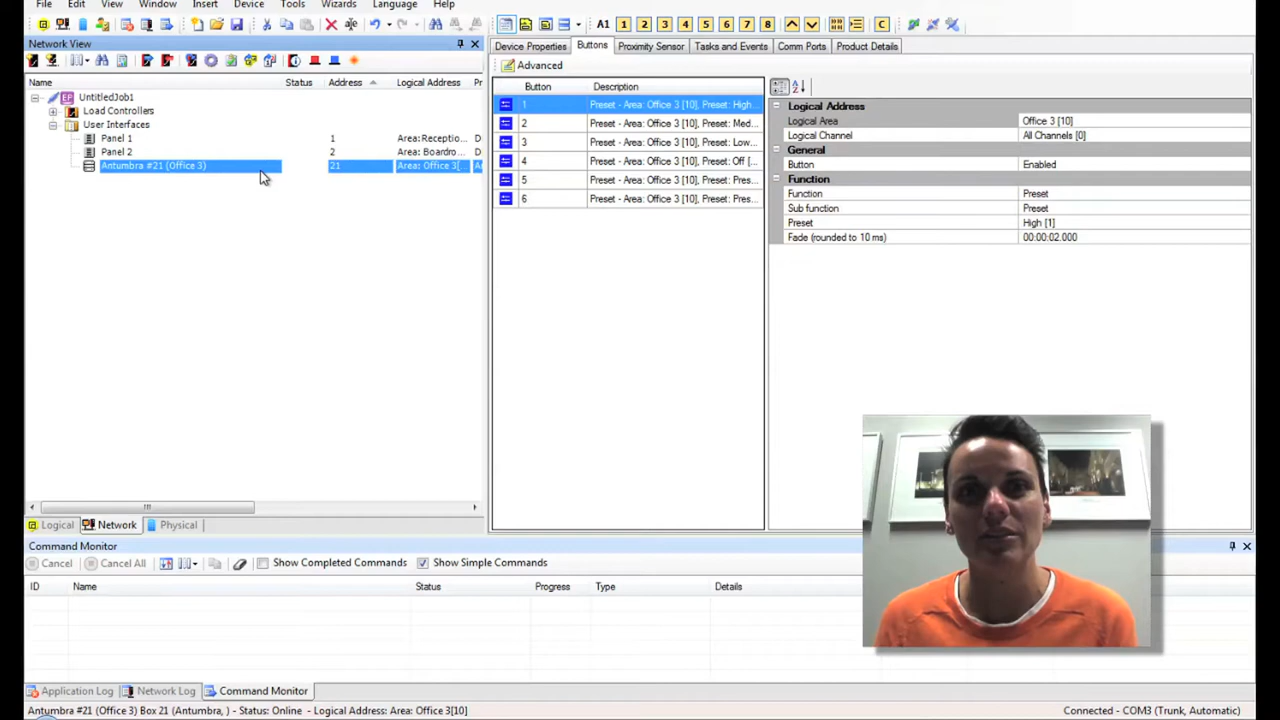 File Edit View Window Insert Device Tools Wizards Language Help
A1 1 2 3 4 5 6 7 8 C
Network View
Name Status Address Logical Address
UntitledJob1
Load Controllers
User Interfaces
Panel 1 1 Area: Receptio... D
Panel 2 2 Area: Boardro... D
Antumbra #21 (Office 3) 21 Area: Office 3[...
Logical Network Physical
Device Properties Buttons Proximity Sensor Tasks and Events Comm Ports Product Details
Advanced
Button Description
1 Preset - Area: Office 3 [10], Preset: High...
2 Preset - Area: Office 3 [10], Preset: Med...
3 Preset - Area: Office 3 [10], Preset: Low...
4 Preset - Area: Office 3 [10], Preset: Off [...
5 Preset - Area: Office 3 [10], Preset: Pres...
6 Preset - Area: Office 3 [10], Preset: Pres...
Logical Address
Logical Area Office 3 [10]
Logical Channel All Channels [0]
General
Button Enabled
Function
Function Preset
Sub function Preset
Preset High [1]
Fade (rounded to 10 ms) 00:00:02.000
Command Monitor
Cancel Cancel All Show Completed Commands Show Simple Commands
ID Name Status Progress Type Details
Application Log Network Log Command Monitor
Antumbra #21 (Office 3) Box 21 (Antumbra, ) - Status: Online - Logical Address: Area: Office 3[10] Connected - COM3 (Trunk, Automatic)